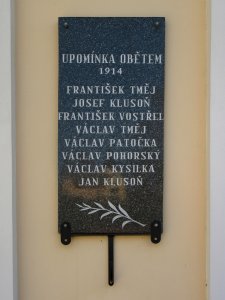 UPOMÍNKA OBĚTEM
1914
FRANTIŠEK TMĚJ
JOSEF KLUSOŇ
FRANTIŠEK VOSTŘEL
VÁCLAV TMĚJ
VÁCLAV PATOČKA
VÁCLAV POHORSKÝ
VÁCLAV KYSILKA
JAN KLUSOŇ